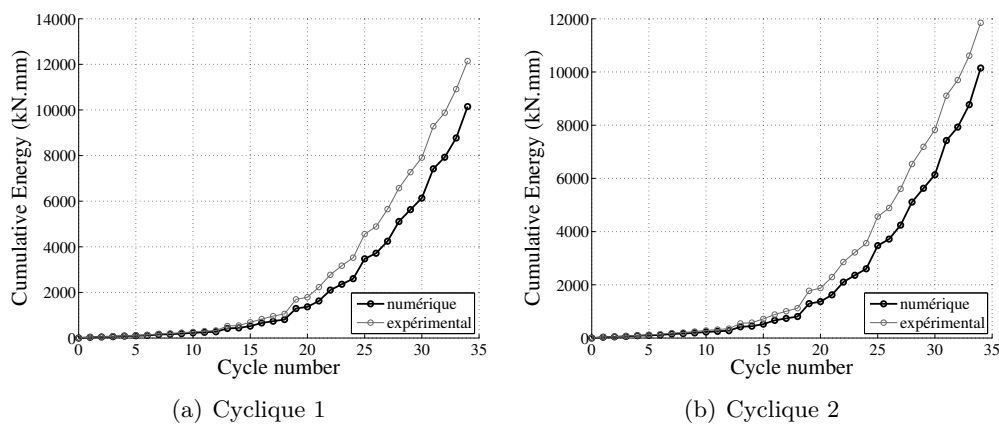 14000
12000
10000
8000
6000
4000
2000
0
Cumulative Energy (kN.mm)
0 5 10 15 20 25 30 35
Cycle number
numérique
expérimental
(a) Cyclique 1
12000
10000
8000
6000
4000
2000
0
Cumulative Energy (kN.mm)
0 5 10 15 20 25 30 35
Cycle number
numérique
expérimental
(b) Cyclique 2